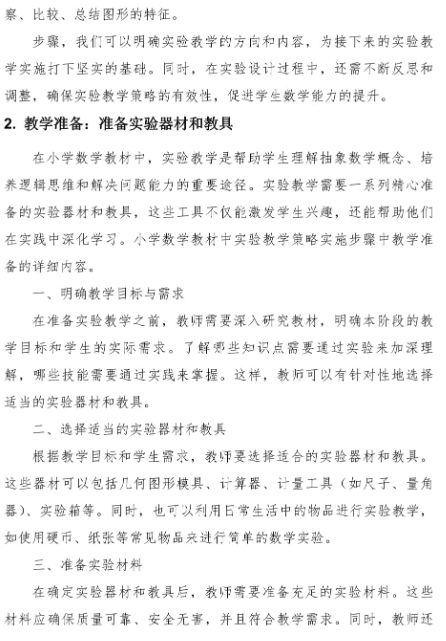 察、比较、总结图形的特征。
步骤，我们可以明确实验教学的方向和内容，为接下来的实验教
学实施打下坚实的基础。同时，在实验设计过程中，还需不断反思和
调整，确保实验教学策略的有效性，促进学生数学能力的提升。
2. 教学准备：准备实验器材和教具
在小学数学教材中，实验教学是帮助学生理解抽象数学概念、培
养逻辑思维和解决问题能力的重要途径。实验教学需要一系列精心准
备的实验器材和教具，这些工具不仅能激发学生兴趣，还能帮助他们
在实践中深化学习。小学数学教材中实验教学策略实施步骤中教学准
备的详细内容。
一、明确教学目标与需求
在准备实验教学之前，教师需要深入研究教材，明确本阶段的教
学目标和学生的实际需求。了解哪些知识点需要通过实验来加深理
解，哪些技能需要通过实践来掌握。这样，教师可以有针对性地选择
适当的实验器材和教具。
二、选择适当的实验器材和教具
根据教学目标和学生需求，教师要选择适合的实验器材和教具。
这些器材可以包括几何图形模具、计算器、计量工具（如尺子、量角
器）、实验箱等。同时，也可以利用日常生活中的物品进行实验教学，
如使用硬币、纸张等常见物品来进行简单的数学实验。
三、准备实验材料
在确定实验器材和教具后，教师需要准备充足的实验材料。这些
材料应确保质量可靠、安全无害，并且符合教学需求。同时，教师还